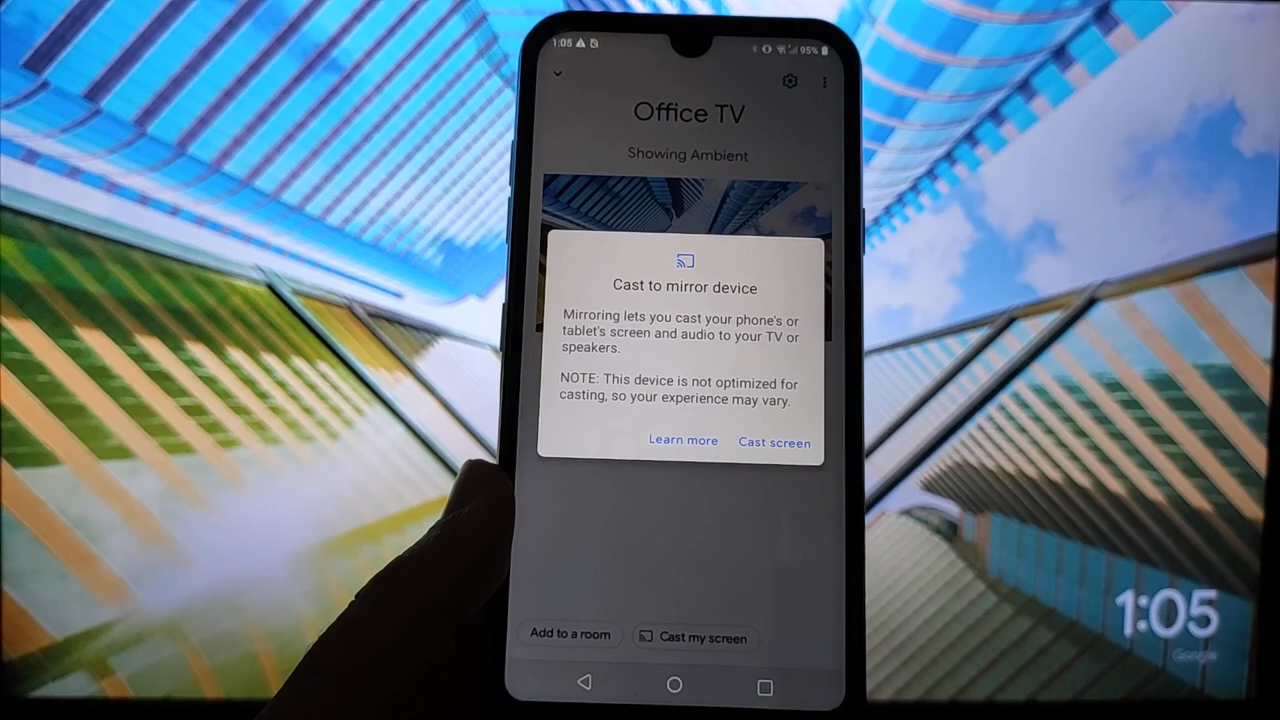 1:05
95%
Office TV
Showing Ambient
Cast to mirror device
Mirroring lets you cast your phone's or
tablet's screen and audio to your TV or
speakers.
NOTE: This device is not optimized for
casting, so your experience may vary.
Learn more
Cast screen
Add to a room
Cast my screen
1:05
Google